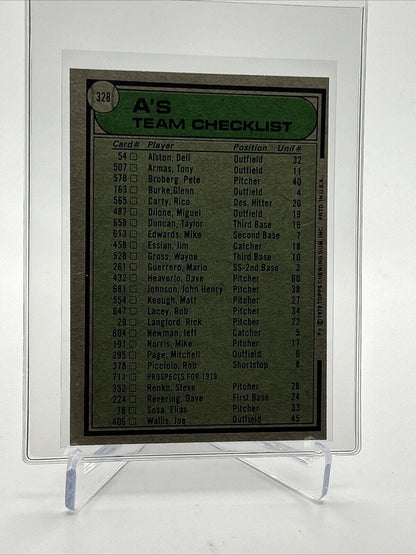 328
A'S
TEAM CHECKLIST
Card # Player Position Unif #
54 Alston, Dell Outfield 32
507 Armas, Tony Outfield 11
578 Broberg, Pete Pitcher 40
163 Burke, Glenn Outfield 4
565 Carty, Rico Des. Hitter 20
487 Dilone, Miguel Outfield 19
658 Duncan, Taylor Third Base 16
613 Edwards, Mike Second Base 7
458 Essian, Jim Catcher 18
528 Gross, Wayne Third Base 10
261 Guerrero, Mario SS-2nd.Base 3
432 Heaverlo, Dave Pitcher 60
681 Johnson, John Henry Pitcher 38
554 Keough, Matt Pitcher 27
647 Lacey, Bob Pitcher 34
29 Langford, Rick Pitcher 22
604 Newman, Jeff Catcher 5
191 Norris, Mike Pitcher 17
295 Page, Mitchell Outfield 6
378 Picciolo, Rob Shortstop 8
711 PROSPECTS FOR 1979
352 Renko, Steve Pitcher 28
224 Revering, Dave First Base 24
78 Sosa, Elias Pitcher 33
406 Wallis, Joe Outfield 45
© 1979 TOPPS CHEWING GUM, INC. PRTD. IN U.S.A.